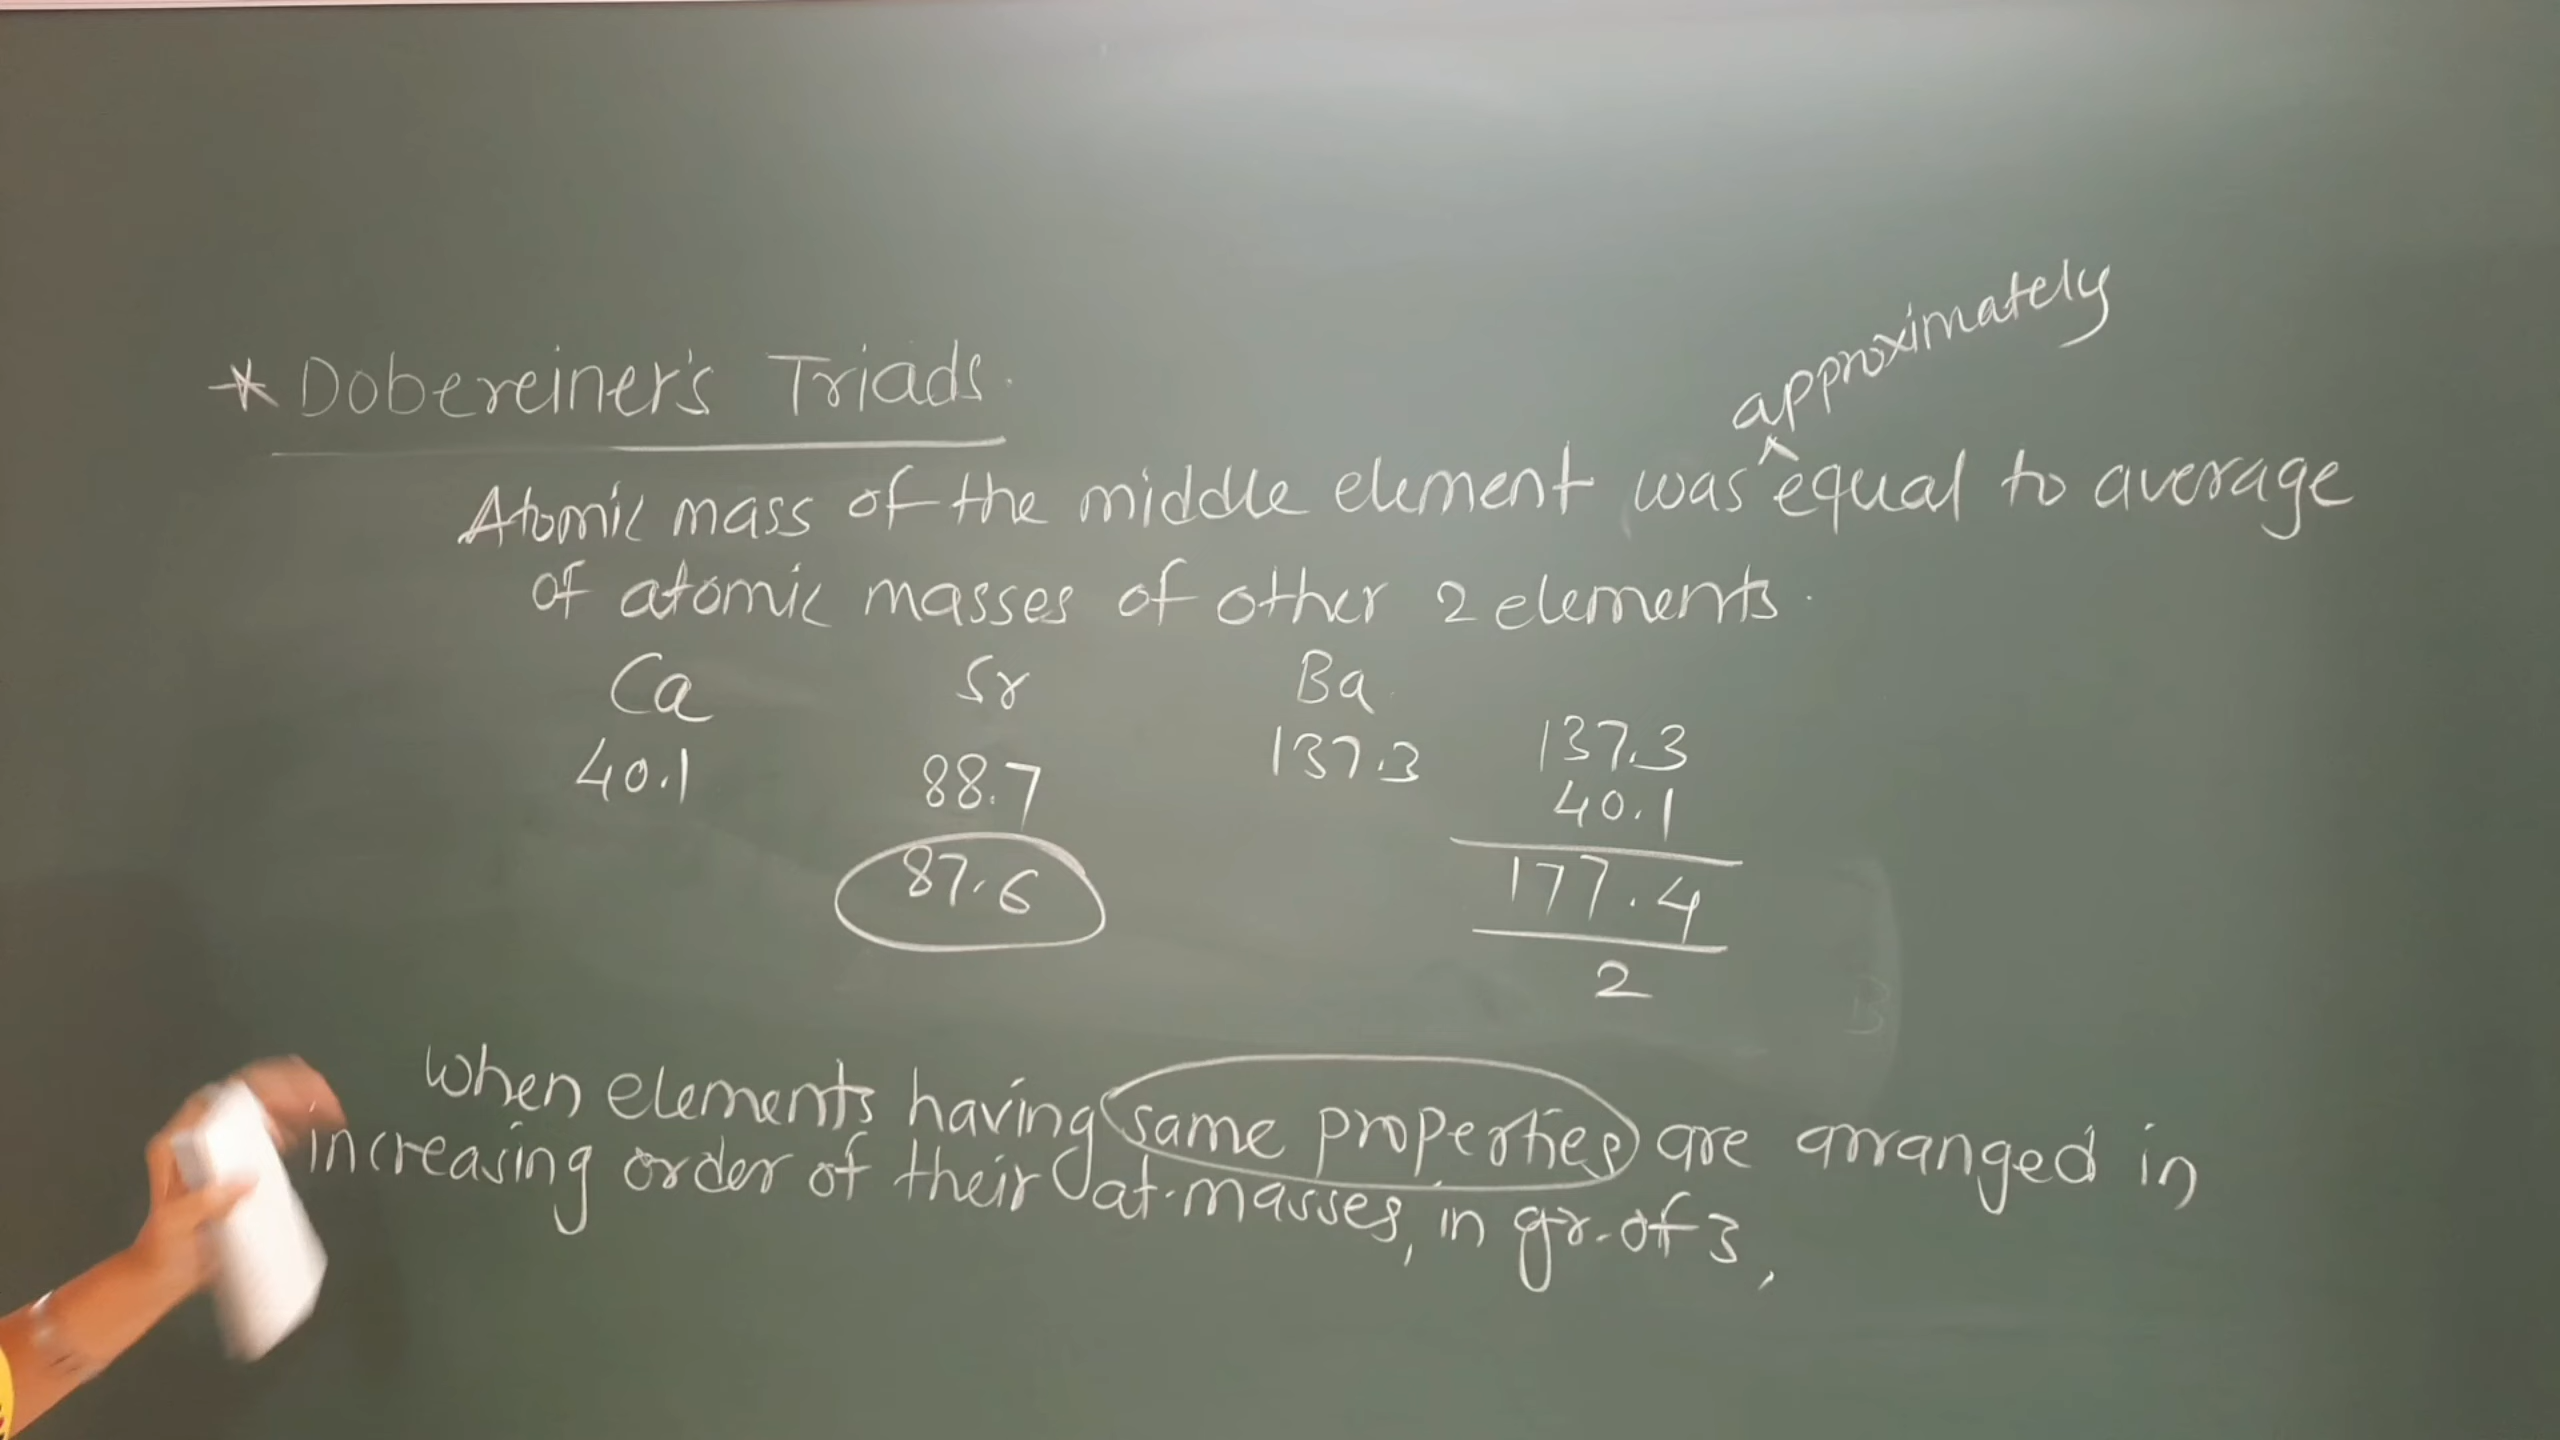 * Dobereiner's Triads.
approximately
Atomic mass of the middle element was ^ equal to average
of atomic masses of other 2 elements.
Ca Sr Ba
40.1 88.7 137.3 137.3
40.1
87.6 177.4
2
When elements having same properties are arranged in
increasing order of their at. masses, in gr. of 3,